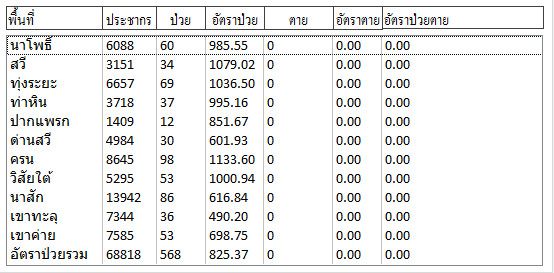 พื้นที่ ประชากร ป่วย อัตราป่วย ตาย อัตราตาย อัตราป่วยตาย
นาโพธิ์ 6088 60 985.55 0 0.00 0.00
สวี 3151 34 1079.02 0 0.00 0.00
ทุ่งระยะ 6657 69 1036.50 0 0.00 0.00
ท่าหิน 3718 37 995.16 0 0.00 0.00
ปากแพรก 1409 12 851.67 0 0.00 0.00
ด่านสวี 4984 30 601.93 0 0.00 0.00
ครน 8645 98 1133.60 0 0.00 0.00
วิสัยใต้ 5295 53 1000.94 0 0.00 0.00
นาสัก 13942 86 616.84 0 0.00 0.00
เขาทะลุ 7344 36 490.20 0 0.00 0.00
เขาค่าย 7585 53 698.75 0 0.00 0.00
อัตราป่วยรวม 68818 568 825.37 0 0.00 0.00